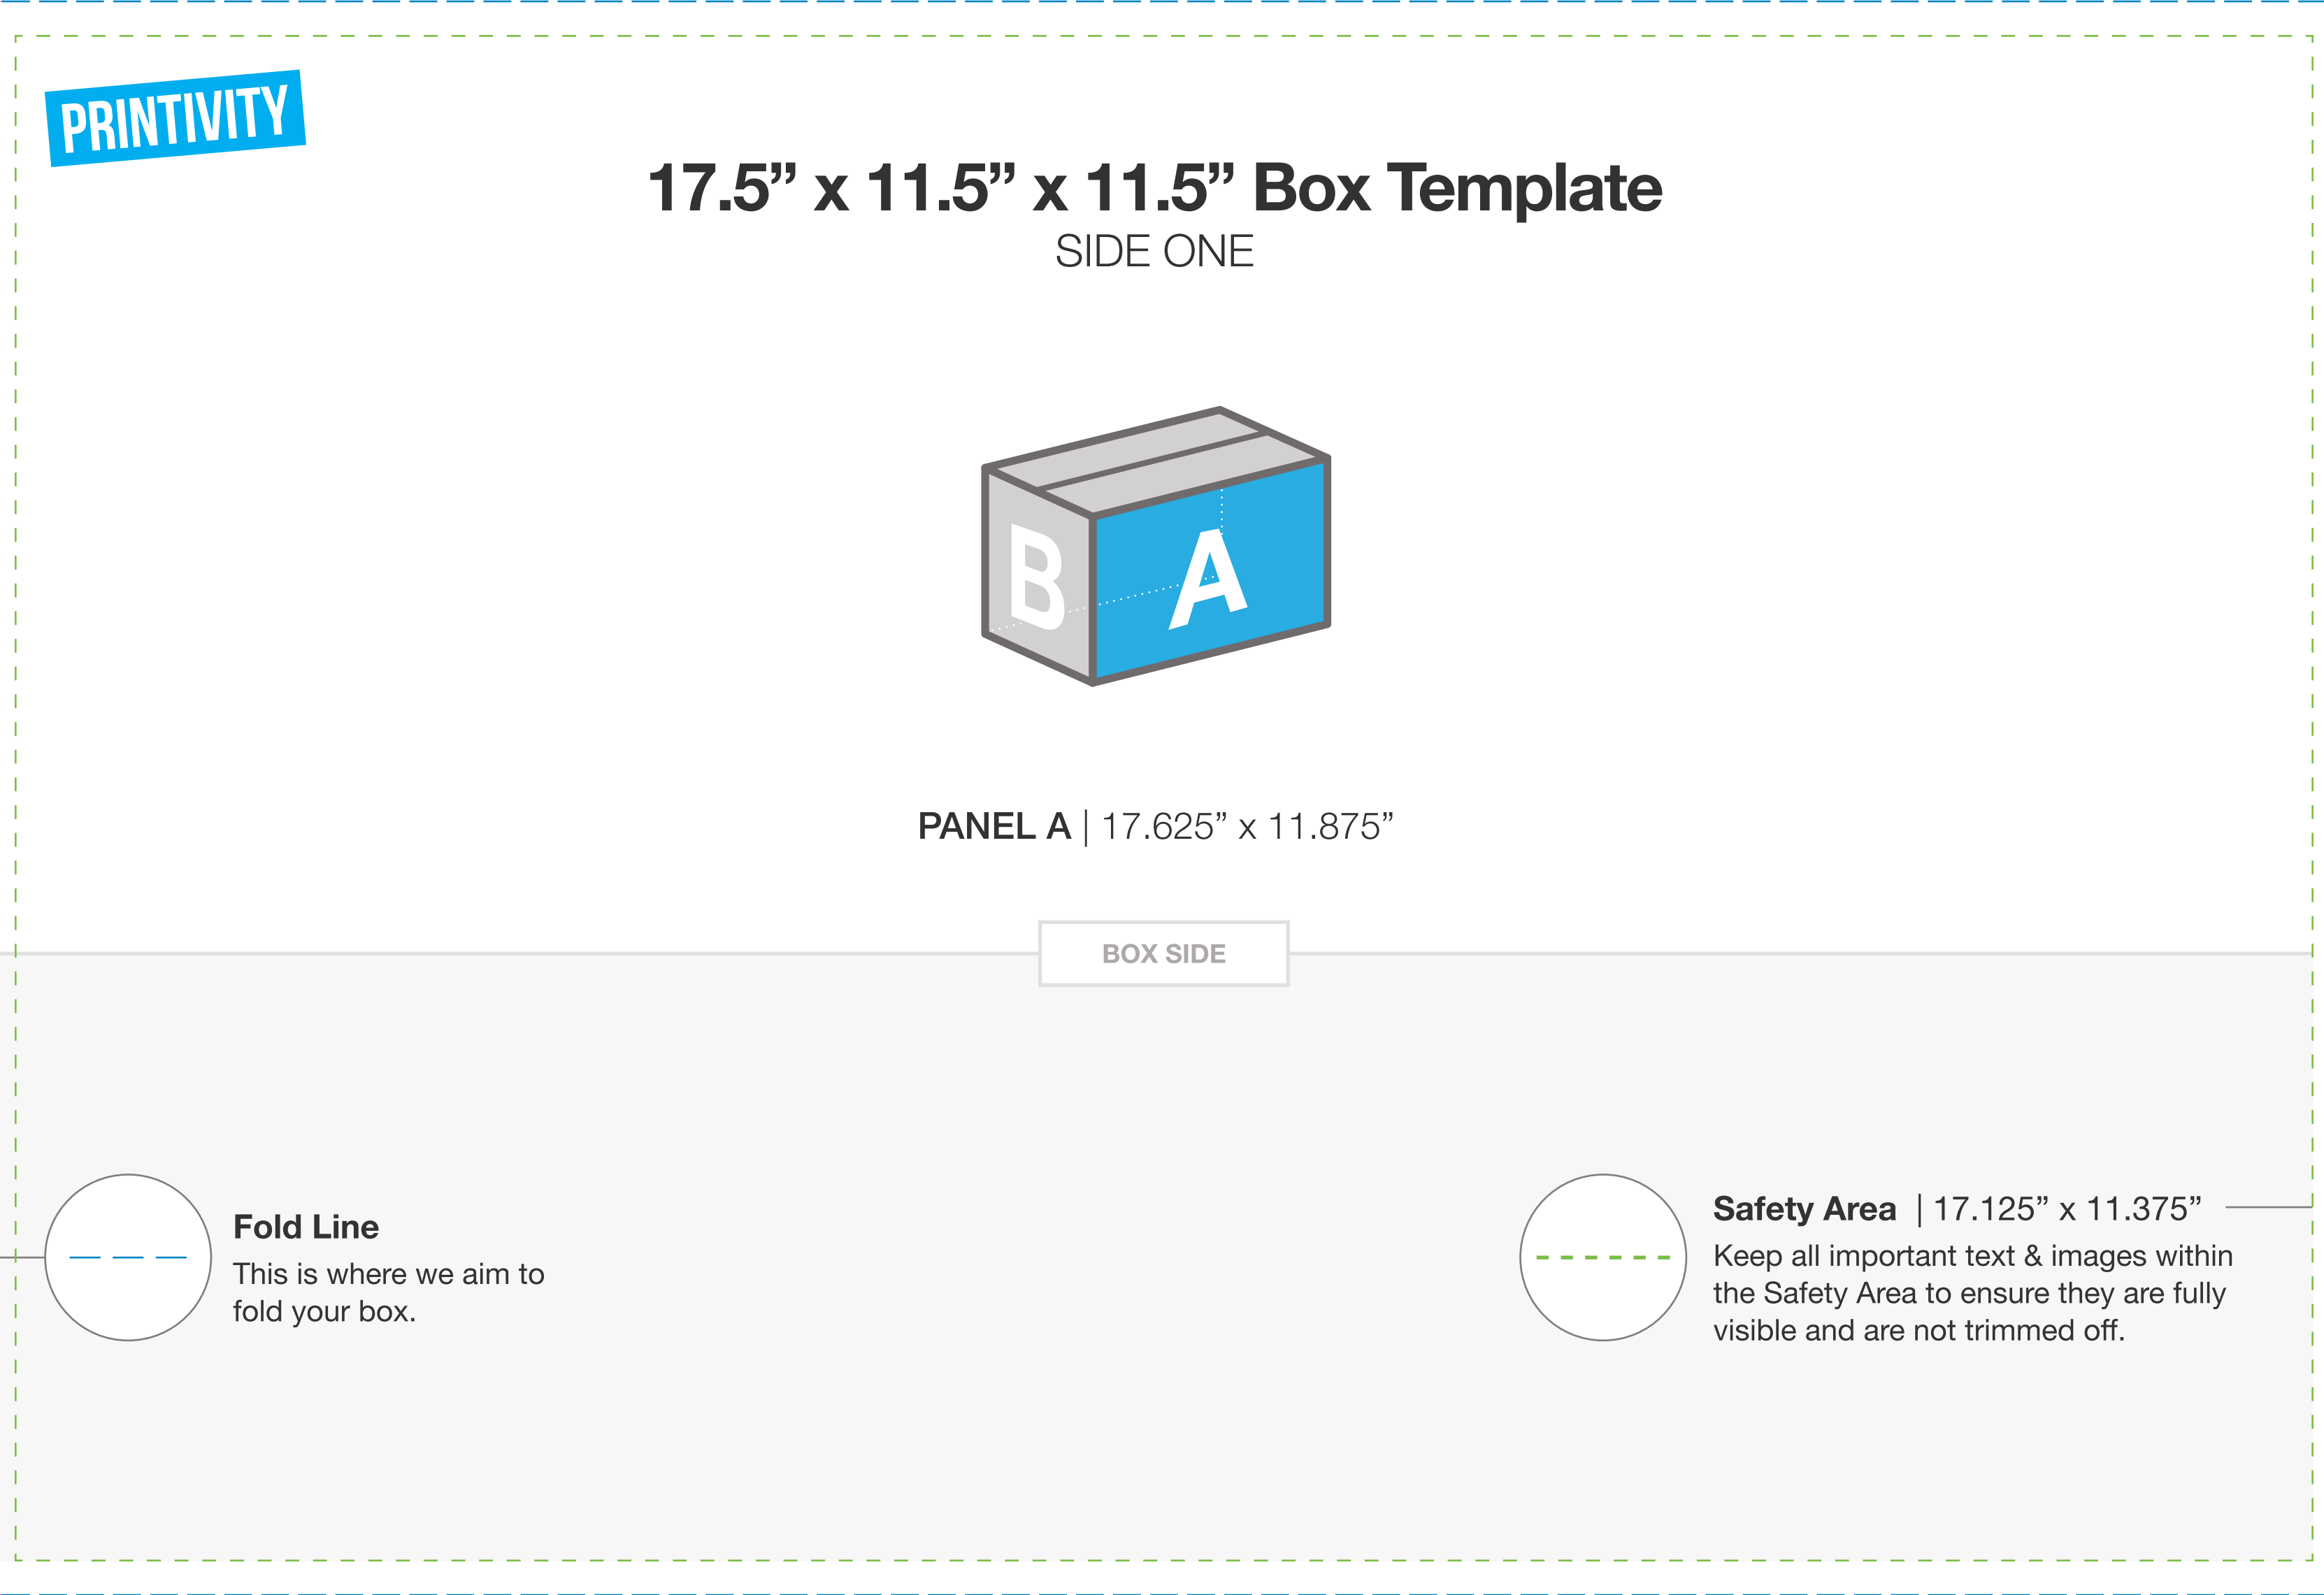 PRINTIVITY
17.5” x 11.5” x 11.5” Box Template
SIDE ONE
B
A
PANEL A | 17.625” x 11.875”
BOX SIDE
Fold Line
This is where we aim to
fold your box.
Safety Area | 17.125” x 11.375”
Keep all important text & images within
the Safety Area to ensure they are fully
visible and are not trimmed off.